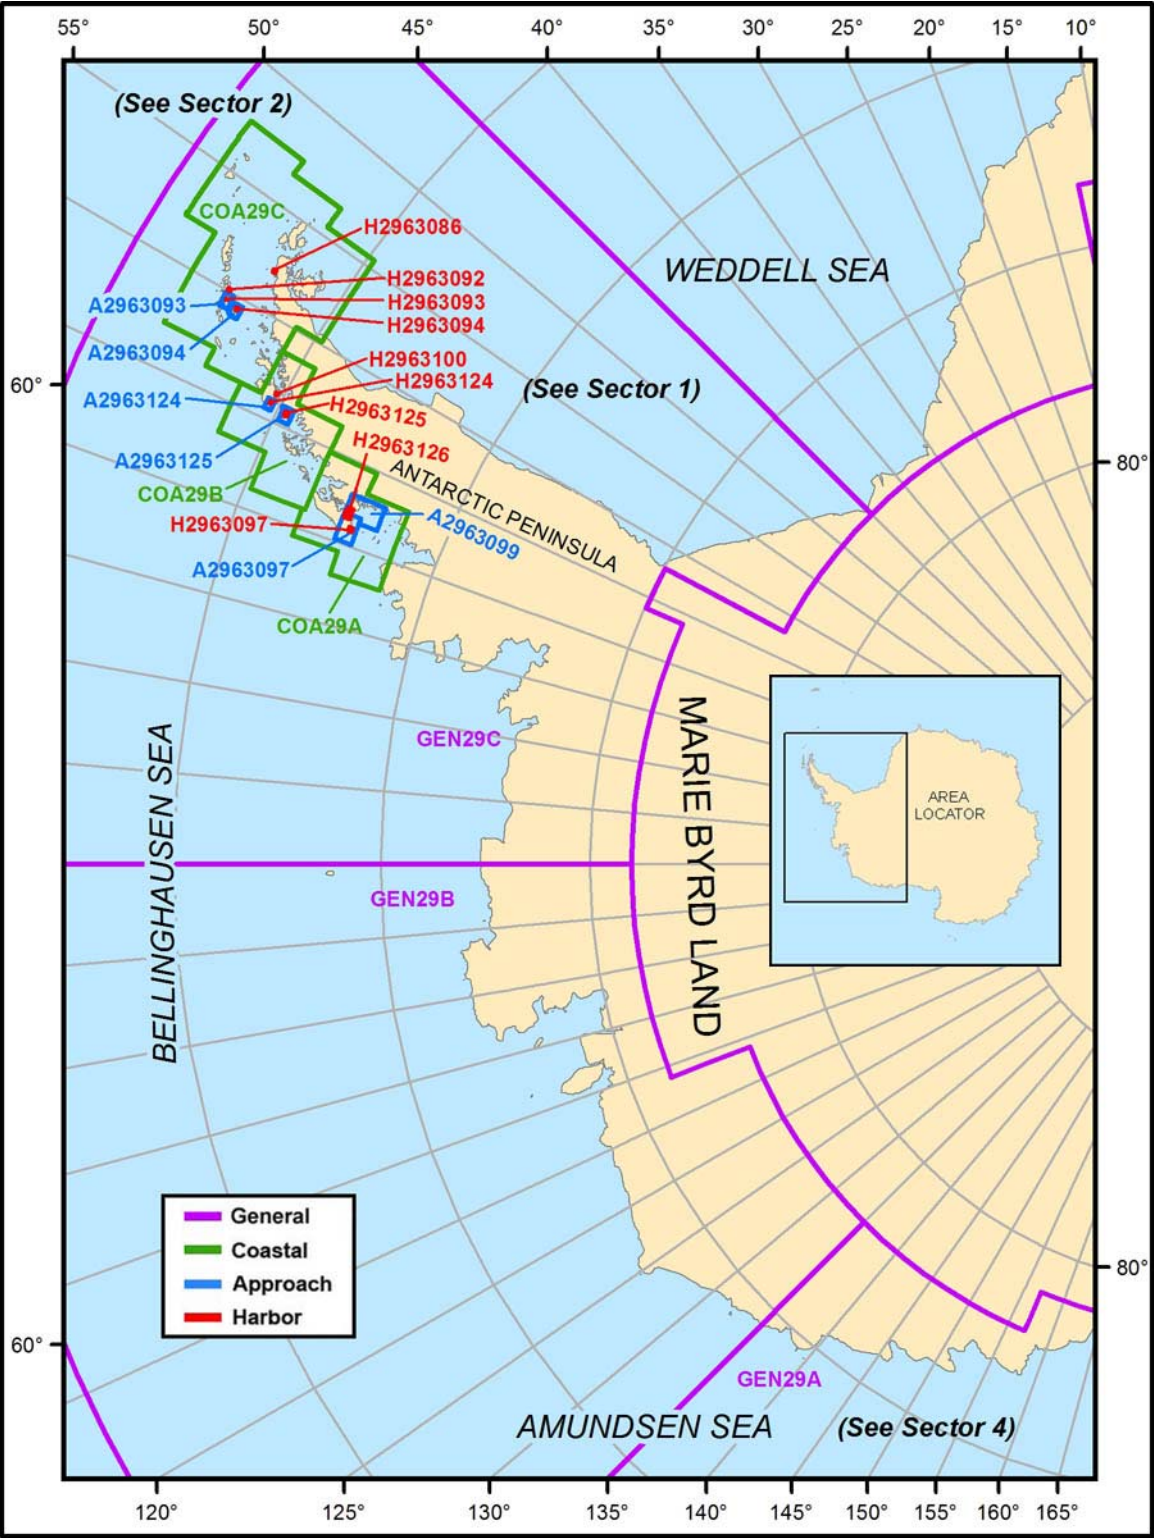 55°
50°
45°
40°
35°
30°
25°
20°
15°
10°
(See Sector 2)
COA29C
H2963086
WEDDELL SEA
H2963092
A2963093
H2963093
H2963094
A2963094
H2963100
60°
H2963124
(See Sector 1)
A2963124
H2963125
H2963126
A2963125
80°
ANTARCTIC PENINSULA
COA29B
H2963097
A2963099
A2963097
COA29A
MARIE BYRD LAND
GEN29C
BELLINGHAUSEN SEA
AREA
LOCATOR
GEN29B
General
Coastal
Approach
Harbor
80°
60°
GEN29A
AMUNDSEN SEA
(See Sector 4)
120°
125°
130°
135°
140°
145°
150°
155°
160°
165°